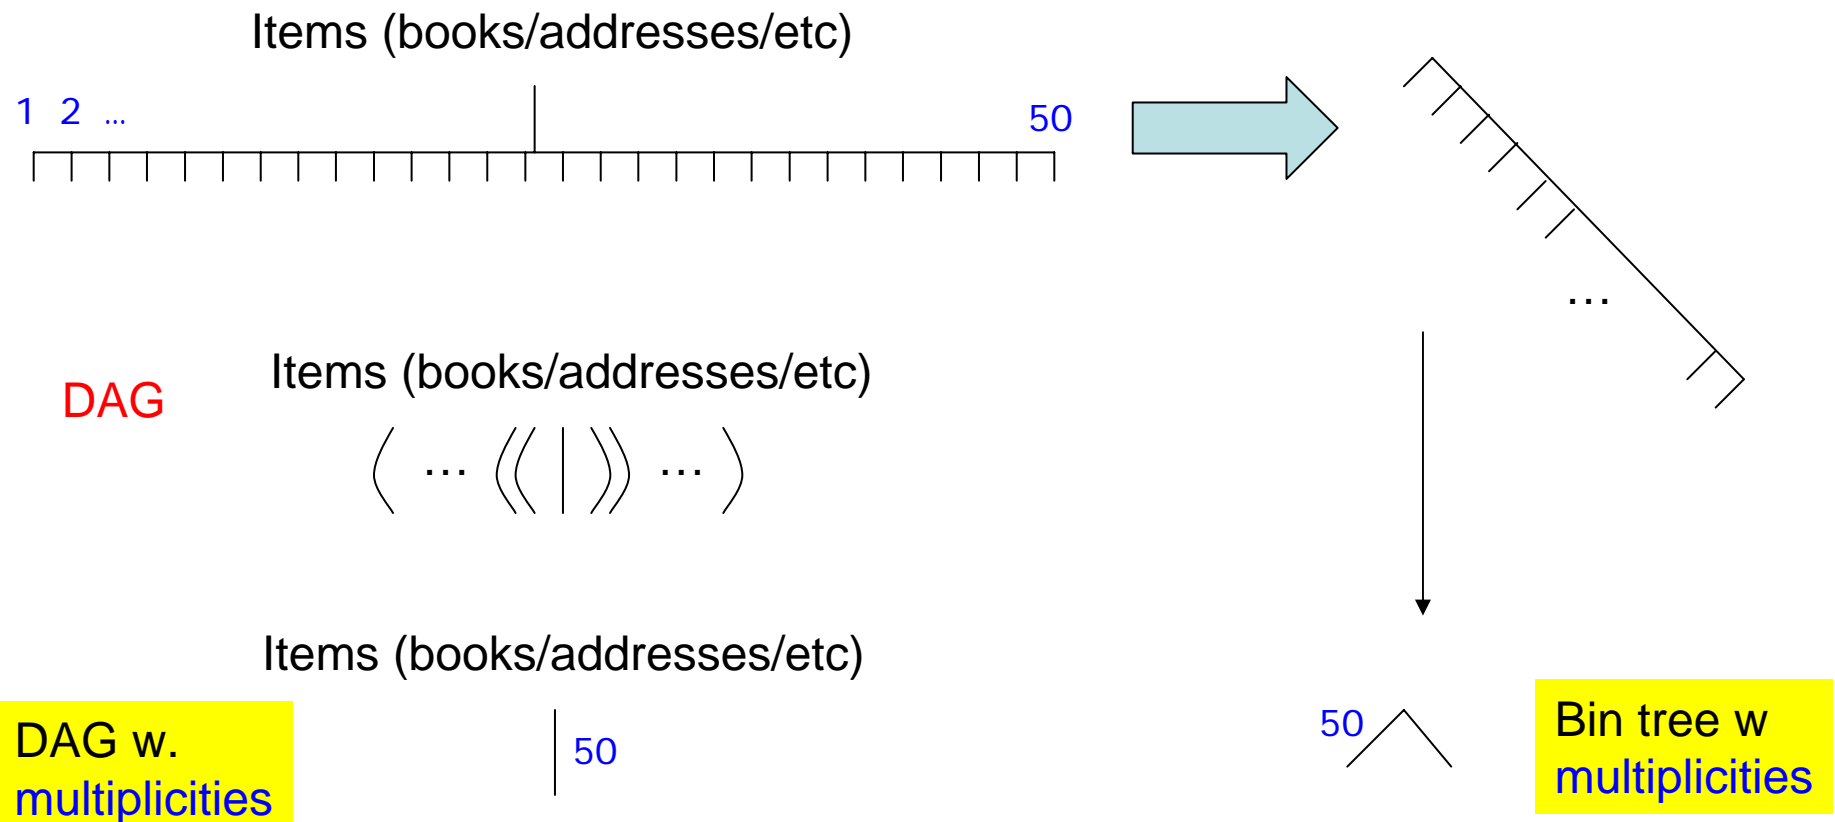 Items (books/addresses/etc)
1 2 ...
50
...
DAG
Items (books/addresses/etc)
... ...
Items (books/addresses/etc)
DAG w.
multiplicities
50
50
Bin tree w
multiplicities